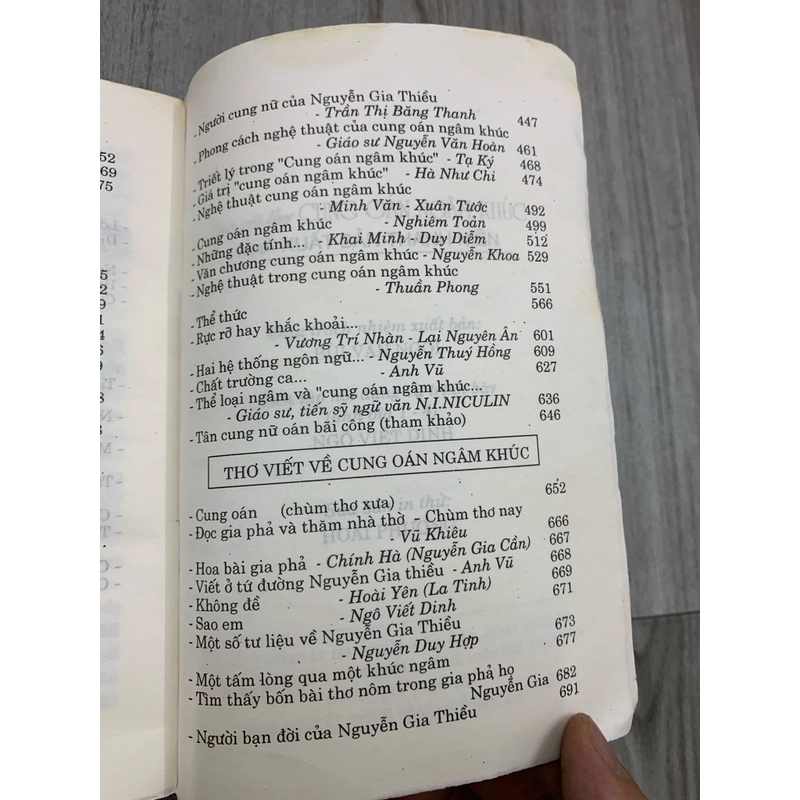 52
69
75
- Người cung nữ của Nguyễn Gia Thiều
- Trần Thị Băng Thanh 447
- Phong cách nghệ thuật của cung oán ngâm khúc
- Giáo sư Nguyễn Văn Hoàn 461
- Triết lý trong "Cung oán ngâm khúc" - Tạ Ký 468
- Giá trị "cung oán ngâm khúc" - Hà Như Chi 474
- Nghệ thuật cung oán ngâm khúc
- Minh Văn - Xuân Tước 492
- Cung oán ngâm khúc - Nghiêm Toản 499
- Những đặc tính... - Khai Minh - Duy Diễm 512
- Văn chương cung oán ngâm khúc - Nguyễn Khoa 529
- Nghệ thuật trong cung oán ngâm khúc
- Thuần Phong 551
- Thể thức 566
- Rực rỡ hay khắc khoải...
- Vương Trí Nhàn - Lại Nguyên Ân 601
- Hai hệ thống ngôn ngữ... - Nguyễn Thuý Hồng 609
- Chất trường ca... - Anh Vũ 627
- Thể loại ngâm và "cung oán ngâm khúc...
- Giáo sư, tiến sỹ ngữ văn N.I.NICULIN 636
- Tân cung nữ oán bãi công (tham khảo) 646
THƠ VIẾT VỀ CUNG OÁN NGÂM KHÚC
- Cung oán (chùm thơ xưa) 652
- Đọc gia phả và thăm nhà thờ - Chùm thơ nay
- Vũ Khiêu 666
- Hoa bài gia phả - Chính Hà (Nguyễn Gia Cần) 667
- Viết ở từ đường Nguyễn Gia thiều - Anh Vũ 668
- Không đề - Hoài Yên (La Tinh) 669
- Sao em - Ngô Viết Dinh 671
- Một số tư liệu về Nguyễn Gia Thiều
- Nguyễn Duy Hợp 673
- Một tấm lòng qua một khúc ngâm 677
- Tìm thấy bốn bài thơ nôm trong gia phả họ
Nguyễn Gia 682
- Người bạn đời của Nguyễn Gia Thiều 691